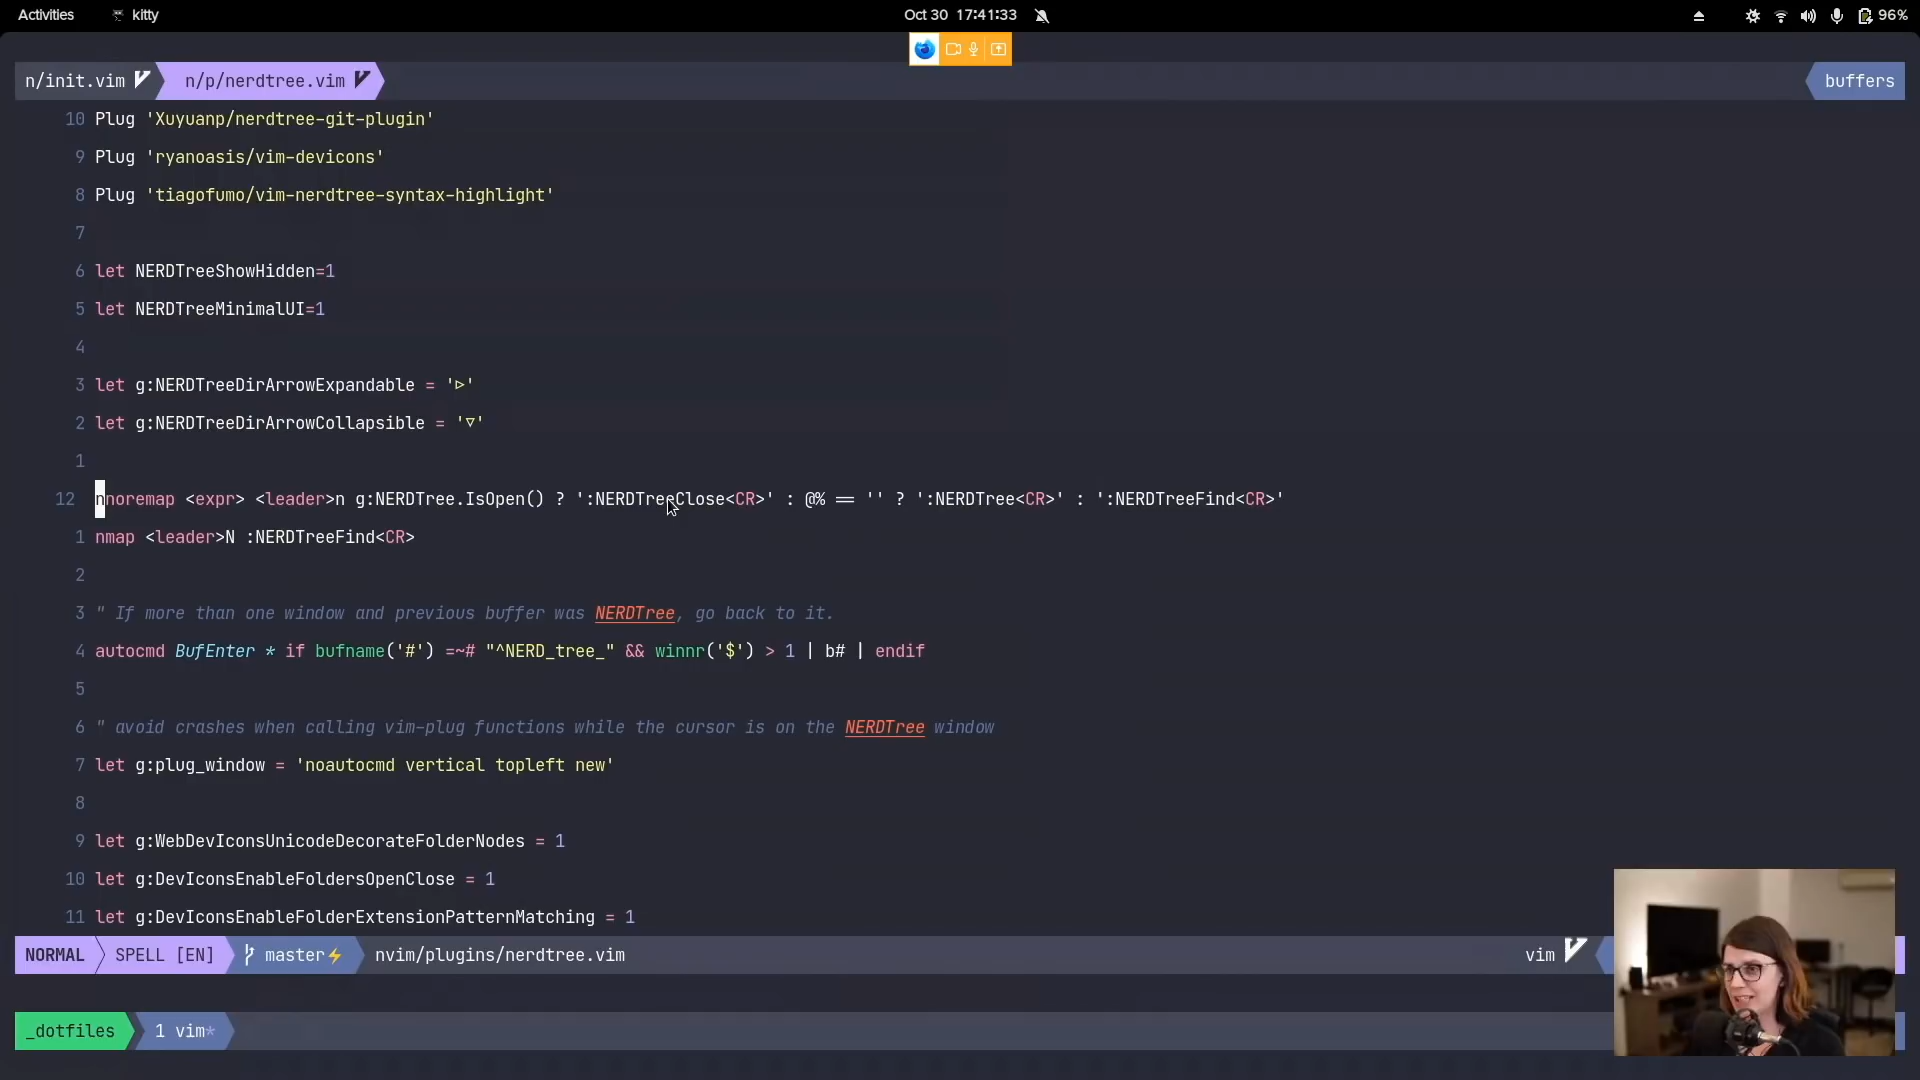 Activities kitty Oct 30 17:41:33 96%
n/init.vim n/p/nerdtree.vim buffers
10 Plug 'Xuyuanp/nerdtree-git-plugin'
9 Plug 'ryanoasis/vim-devicons'
8 Plug 'tiagofumo/vim-nerdtree-syntax-highlight'
7
6 let NERDTreeShowHidden=1
5 let NERDTreeMinimalUI=1
4
3 let g:NERDTreeDirArrowExpandable = '▹'
2 let g:NERDTreeDirArrowCollapsible = '▿'
1
12 nnoremap <expr> <leader>n g:NERDTree.IsOpen() ? ':NERDTreeClose<CR>' : @% == '' ? ':NERDTree<CR>' : ':NERDTreeFind<CR>'
1 nmap <leader>N :NERDTreeFind<CR>
2
3 " If more than one window and previous buffer was NERDTree, go back to it.
4 autocmd BufEnter * if bufname('#') =~# "^NERD_tree_" && winnr('$') > 1 | b# | endif
5
6 " avoid crashes when calling vim-plug functions while the cursor is on the NERDTree window
7 let g:plug_window = 'noautocmd vertical topleft new'
8
9 let g:WebDevIconsUnicodeDecorateFolderNodes = 1
10 let g:DevIconsEnableFoldersOpenClose = 1
11 let g:DevIconsEnableFolderExtensionPatternMatching = 1
NORMAL SPELL [EN] master⚡ nvim/plugins/nerdtree.vim vim
_dotfiles 1 vim*